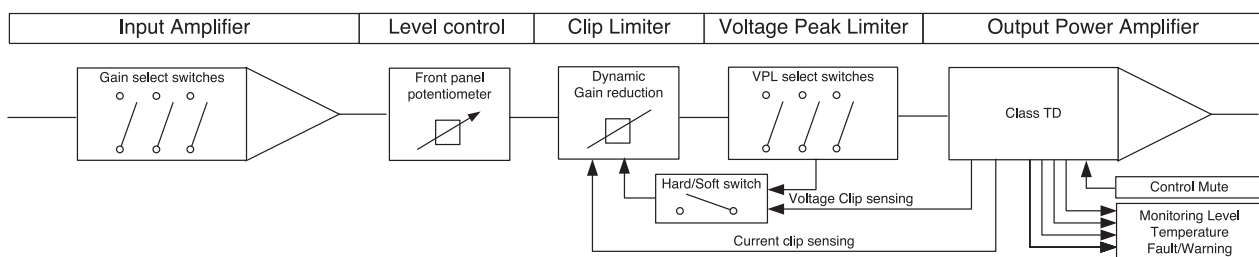 Input Amplifier
Level control
Clip Limiter
Voltage Peak Limiter
Output Power Amplifier
Gain select switches
Front panel
potentiometer
Dynamic
Gain reduction
VPL select switches
Class TD
Hard/Soft switch
Voltage Clip sensing
Current clip sensing
Control Mute
Monitoring Level
Temperature
Fault/Warning